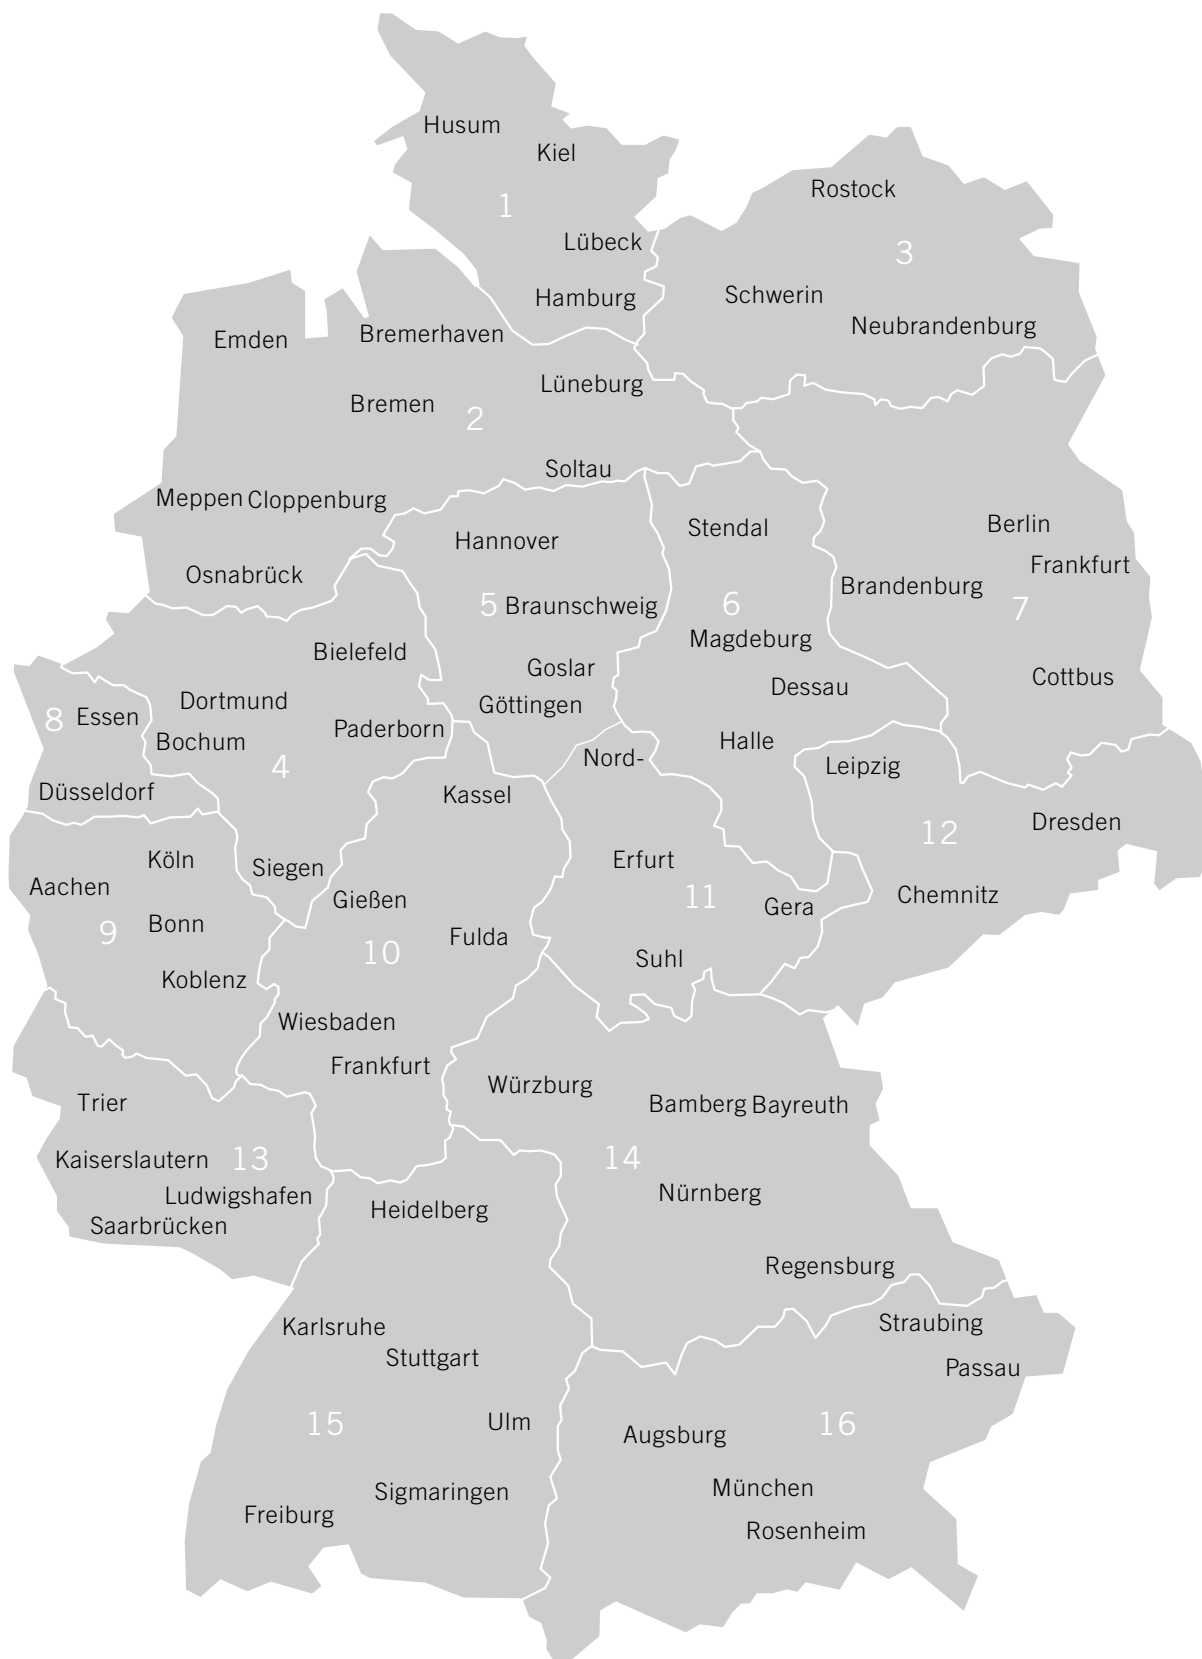 Husum
Kiel
Rostock
1
Lübeck
3
Schwerin
Hamburg
Neubrandenburg
Emden
Bremerhaven
Lüneburg
Bremen
2
Soltau
Meppen
Cloppenburg
Stendal
Berlin
Hannover
Frankfurt
Osnabrück
Brandenburg
5
Braunschweig
6
7
Magdeburg
Bielefeld
Goslar
Cottbus
Dessau
Dortmund
Göttingen
8
Essen
Paderborn
Bochum
Halle
Nord-
Leipzig
4
Düsseldorf
Kassel
Dresden
12
Köln
Erfurt
Siegen
Aachen
Chemnitz
Gießen
11
Gera
Bonn
9
Fulda
10
Suhl
Koblenz
Wiesbaden
Frankfurt
Würzburg
Trier
Bamberg
Bayreuth
Kaiserslautern
13
14
Nürnberg
Ludwigshafen
Heidelberg
Saarbrücken
Regensburg
Straubing
Karlsruhe
Stuttgart
Passau
15
Ulm
16
Augsburg
München
Sigmaringen
Freiburg
Rosenheim